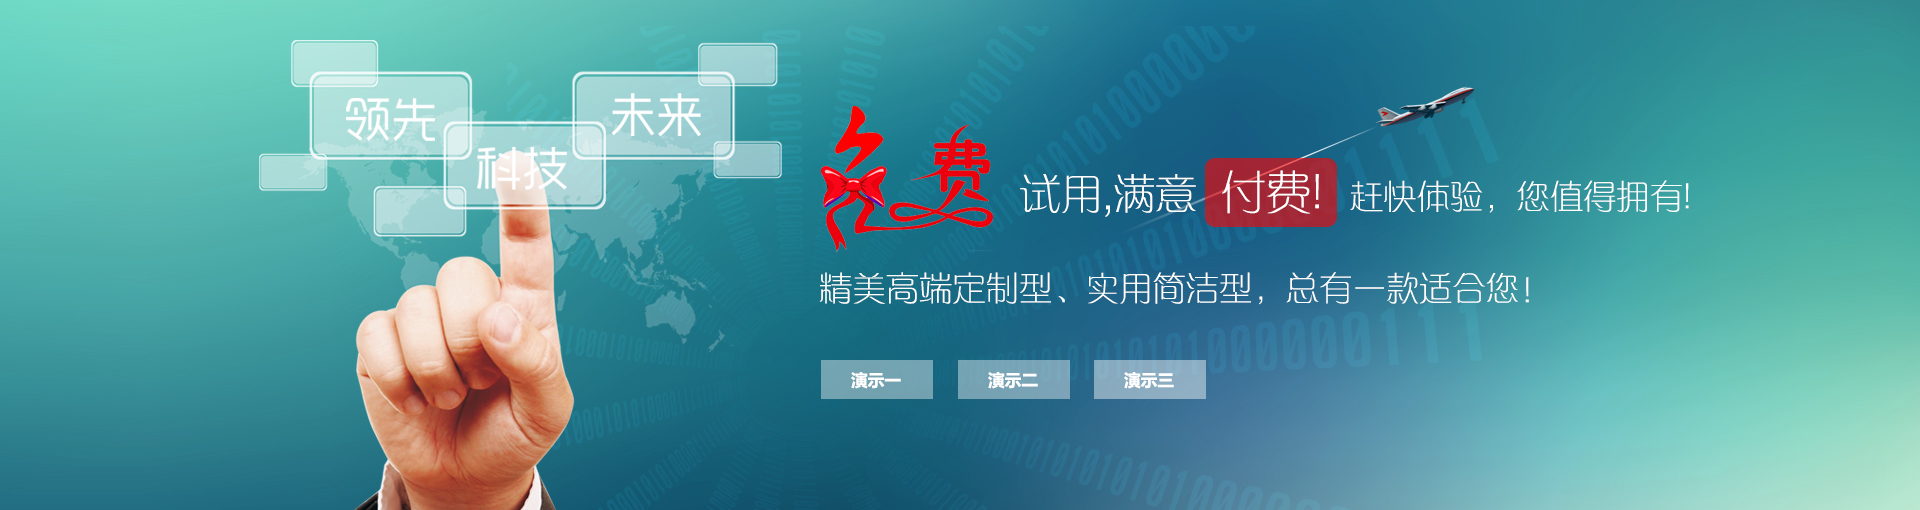 领先
未来
科技
免费 试用,满意 付费! 赶快体验，您值得拥有!
精美高端定制型、实用简洁型，总有一款适合您!
演示一 演示二 演示三